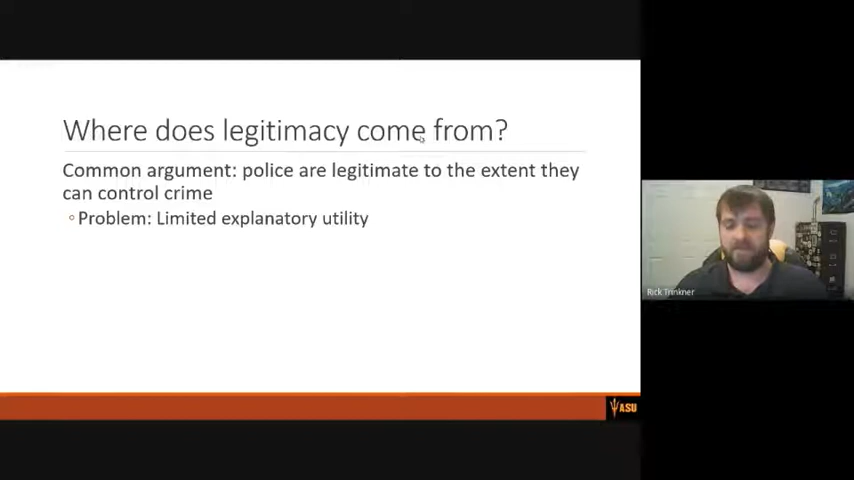 Where does legitimacy come from?
Common argument: police are legitimate to the extent they
can control crime
◦Problem: Limited explanatory utility
Rick Trinkner
ASU